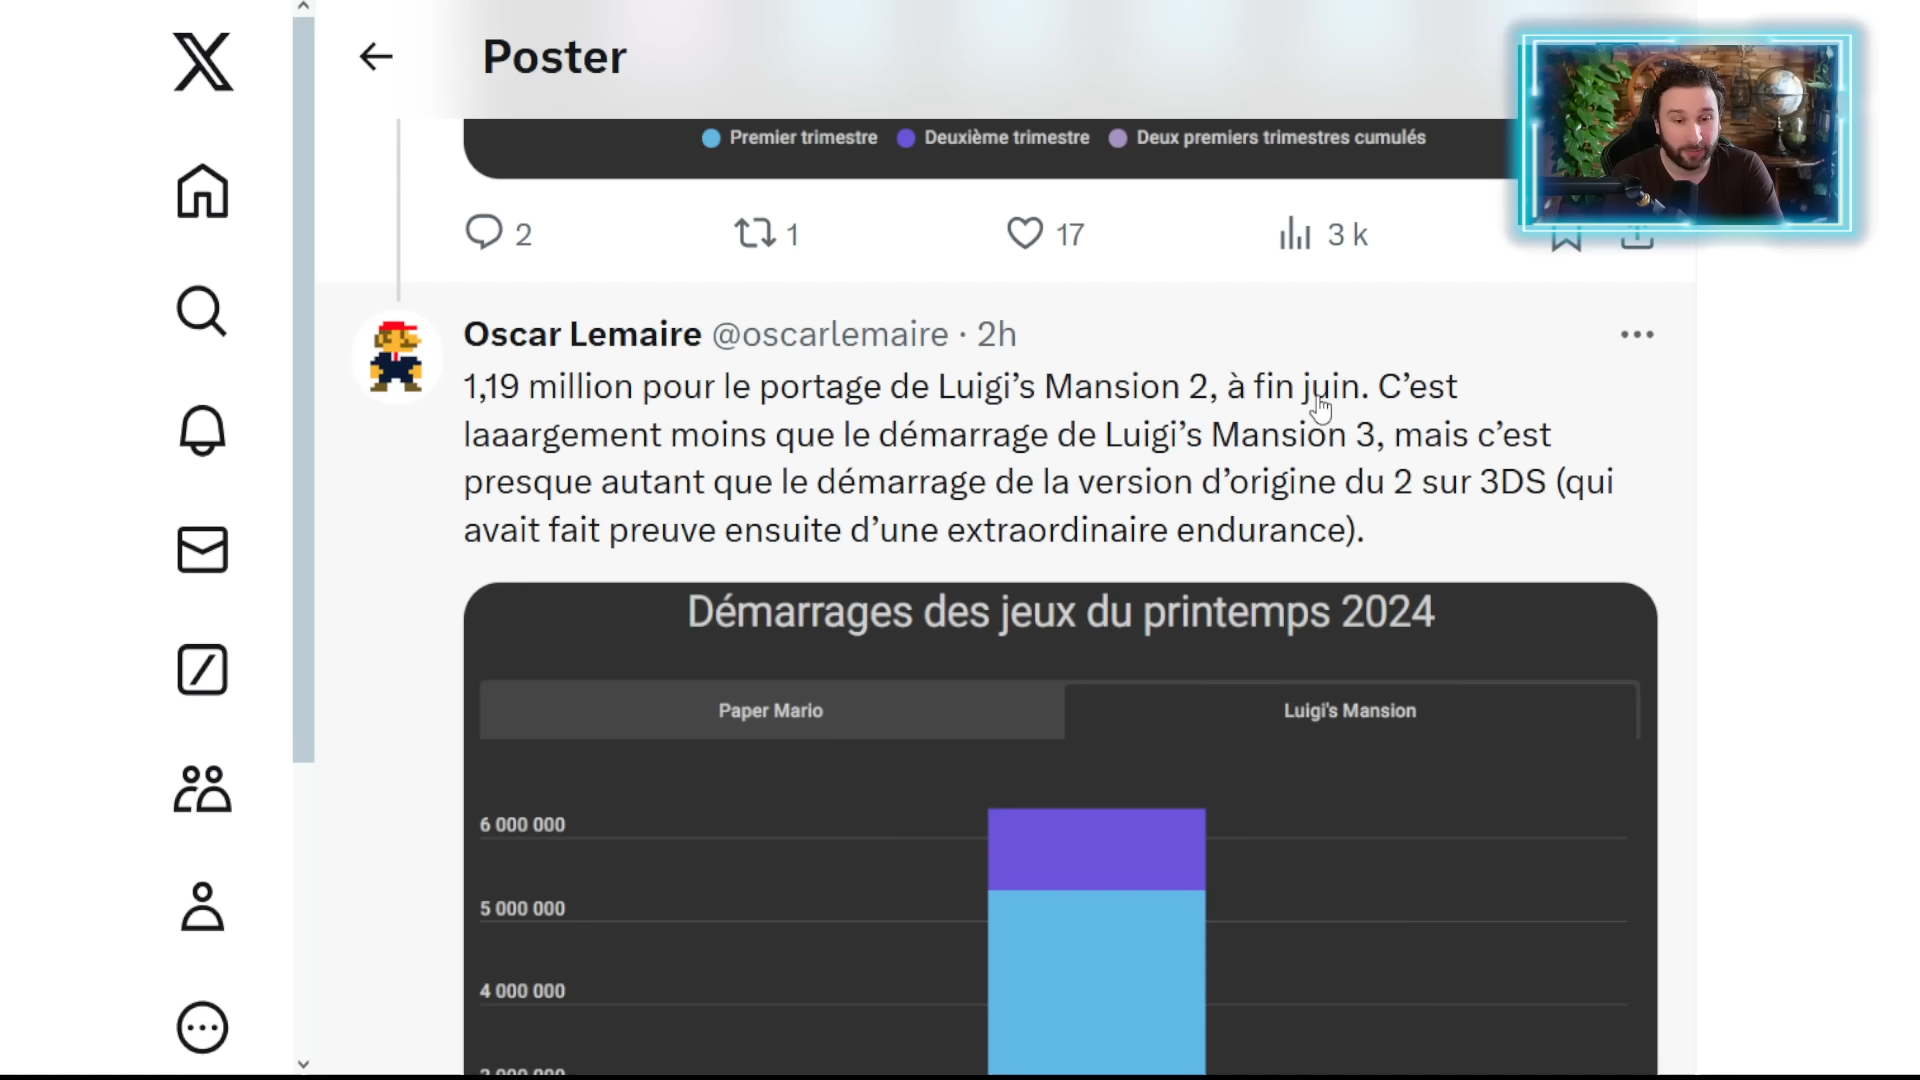 Poster
Premier trimestre Deuxième trimestre Deux premiers trimestres cumulés
2 1 17 3 k
Oscar Lemaire @oscarlemaire · 2h
1,19 million pour le portage de Luigi’s Mansion 2, à fin juin. C’est
laaargement moins que le démarrage de Luigi’s Mansion 3, mais c’est
presque autant que le démarrage de la version d’origine du 2 sur 3DS (qui
avait fait preuve ensuite d’une extraordinaire endurance).
Démarrages des jeux du printemps 2024
Paper Mario Luigi's Mansion
6 000 000
5 000 000
4 000 000